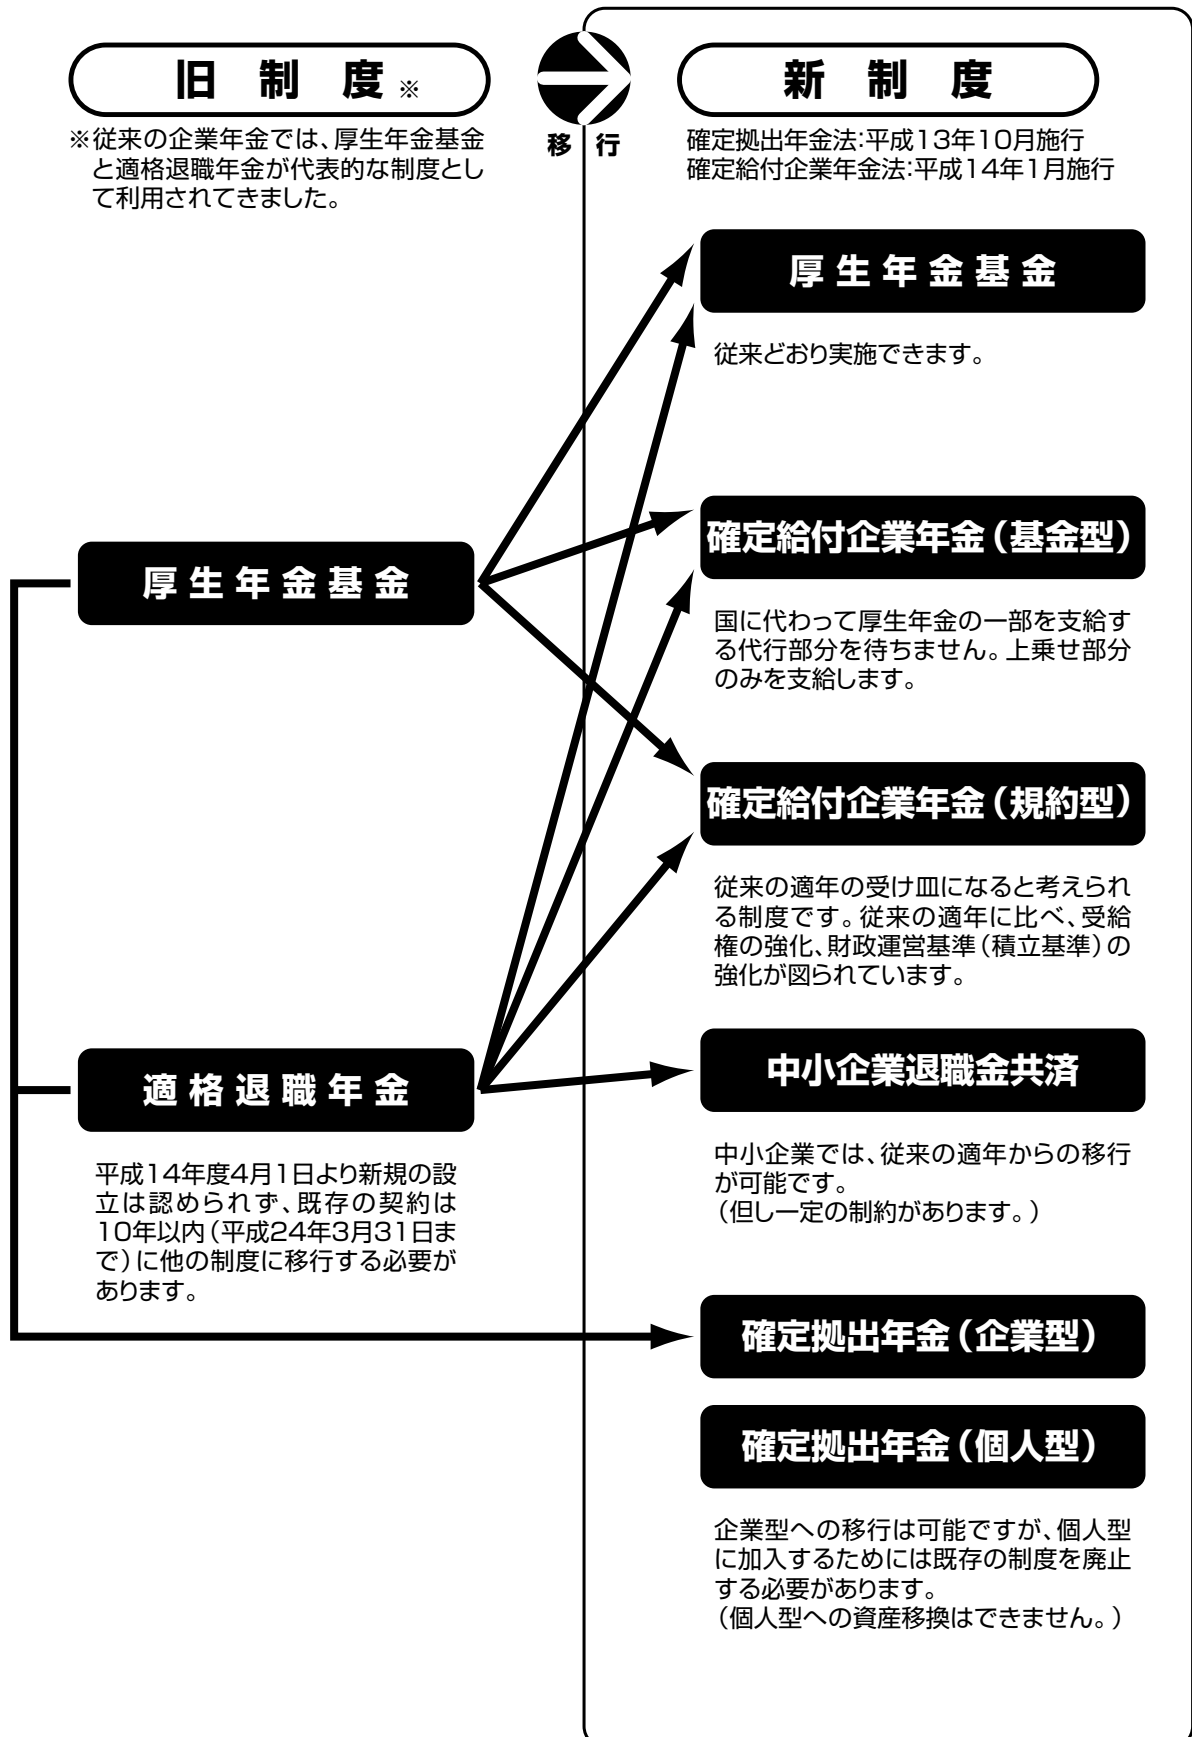 旧制度※
※従来の企業年金では、厚生年金基金
と適格退職年金が代表的な制度とし
て利用されてきました。
移行
新制度
確定拠出年金法:平成13年10月施行
確定給付企業年金法:平成14年1月施行
厚生年金基金
従来どおり実施できます。
確定給付企業年金(基金型)
国に代わって厚生年金の一部を支給す
る代行部分を待ちません。上乗せ部分
のみを支給します。
厚生年金基金
確定給付企業年金(規約型)
従来の適年の受け皿になると考えられ
る制度です。従来の適年に比べ、受給
権の強化、財政運営基準(積立基準)の
強化が図られています。
適格退職年金
平成14年度4月1日より新規の設
立は認められず、既存の契約は
10年以内(平成24年3月31日ま
で)に他の制度に移行する必要が
あります。
中小企業退職金共済
中小企業では、従来の適年からの移行
が可能です。
(但し一定の制約があります。)
確定拠出年金(企業型)
確定拠出年金(個人型)
企業型への移行は可能ですが、個人型
に加入するためには既存の制度を廃止
する必要があります。
(個人型への資産移換はできません。)